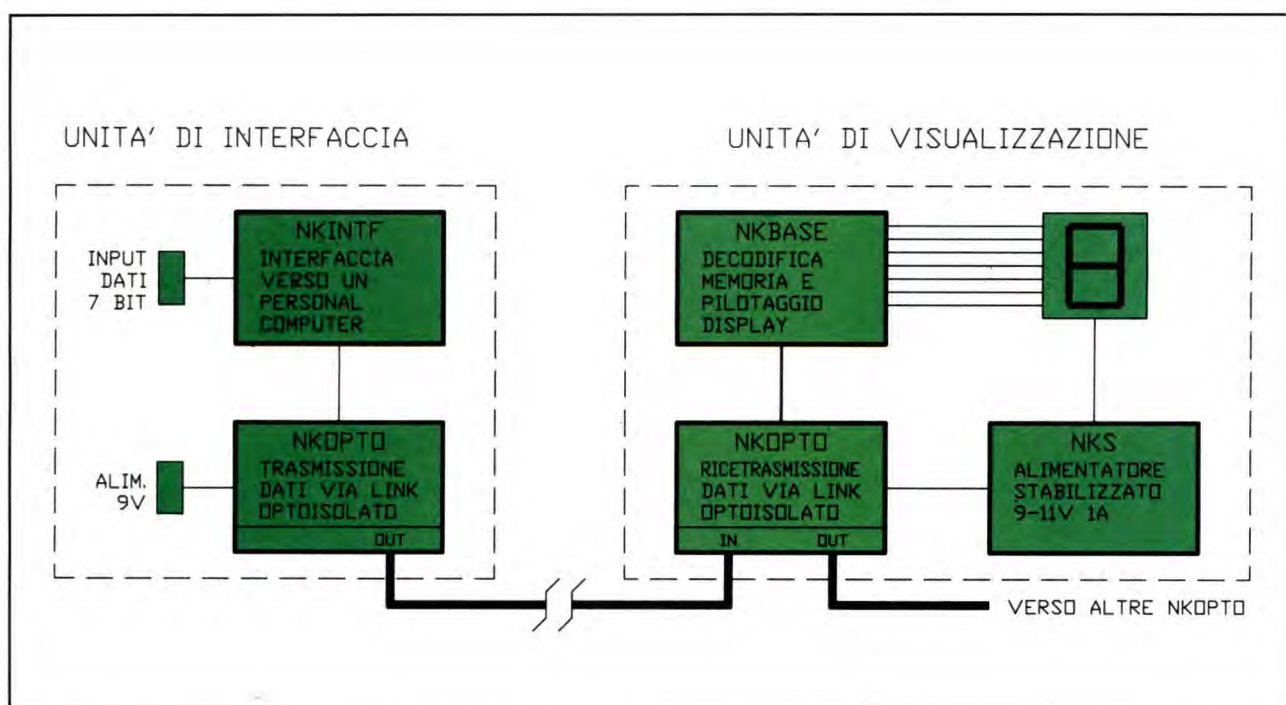 UNITA' DI INTERFACCIA
UNITA' DI VISUALIZZAZIONE
INPUT
DATI
7 BIT
NKINTF
INTERFACCIA
VERSO UN
PERSONAL
COMPUTER
NKBASE
DECODIFICA
MEMORIA E
PILOTAGGIO
DISPLAY
ALIM.
9V
NKOPTO
TRASMISSIONE
DATI VIA LINK
OPTOISOLATO
OUT
NKOPTO
RICETRASMISSIONE
DATI VIA LINK
OPTOISOLATO
IN OUT
NKS
ALIMENTATORE
STABILIZZATO
9-11V 1A
VERSO ALTRE NKOPTO